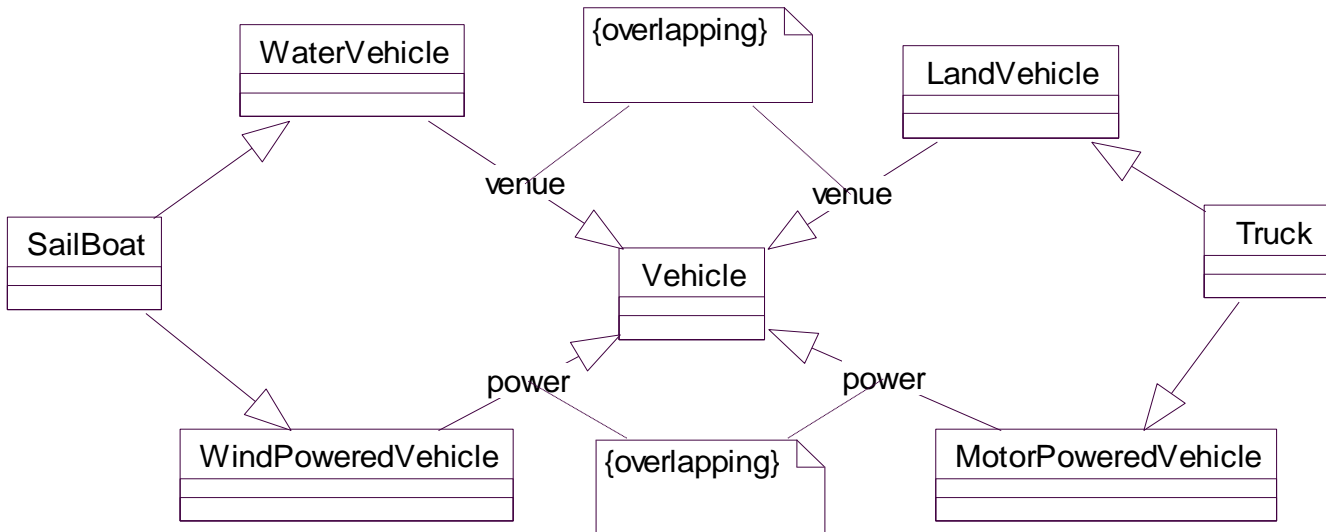 WaterVehicle
{overlapping}
LandVehicle
venue
venue
SailBoat
Vehicle
Truck
power
power
WindPoweredVehicle
{overlapping}
MotorPoweredVehicle